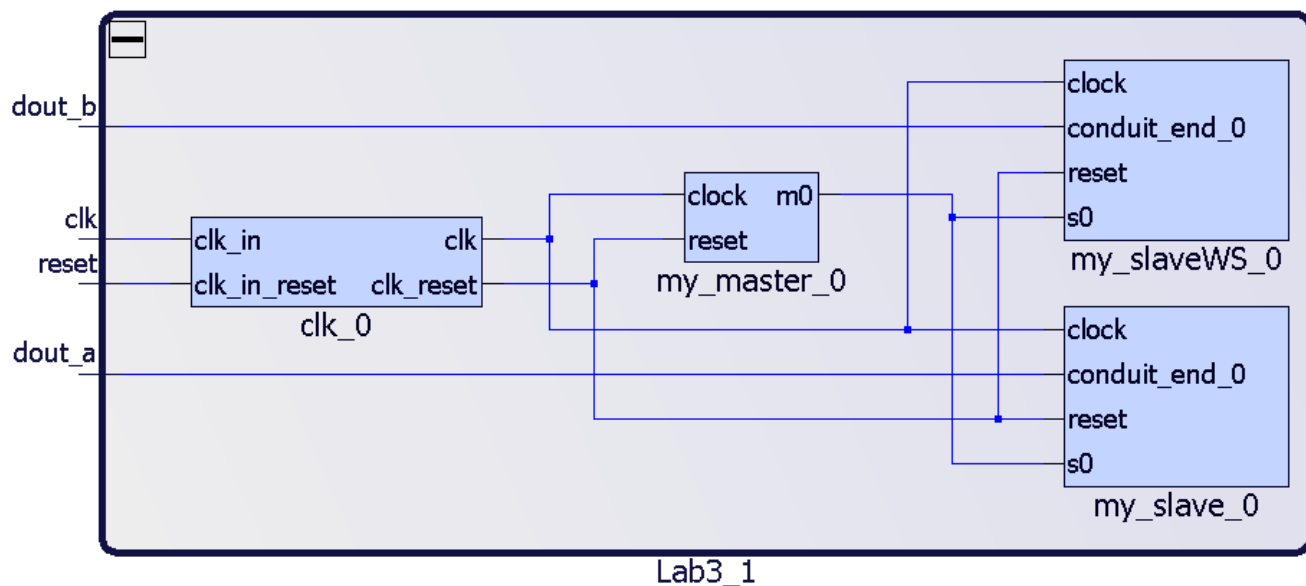 dout_b
clk
reset
dout_a
clk_in clk
clk_in_reset clk_reset
clk_0
clock m0
reset
my_master_0
clock
conduit_end_0
reset
s0
my_slaveWS_0
clock
conduit_end_0
reset
s0
my_slave_0
Lab3_1